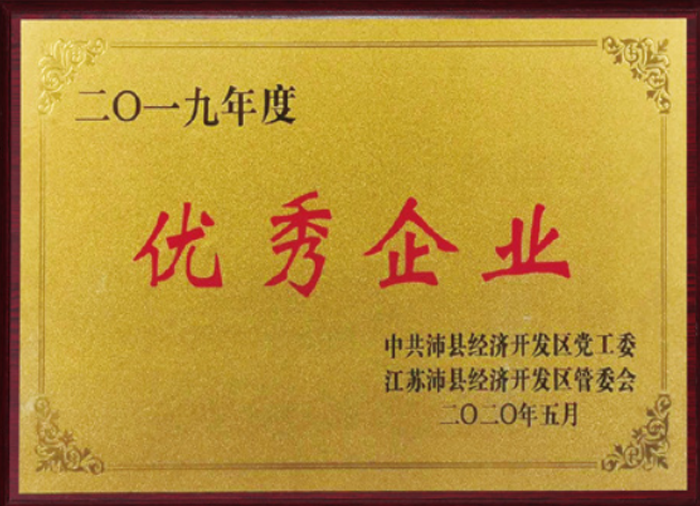 二〇一九年度
优秀企业
中共沛县经济开发区党工委
江苏沛县经济开发区管委会
二〇二〇年五月